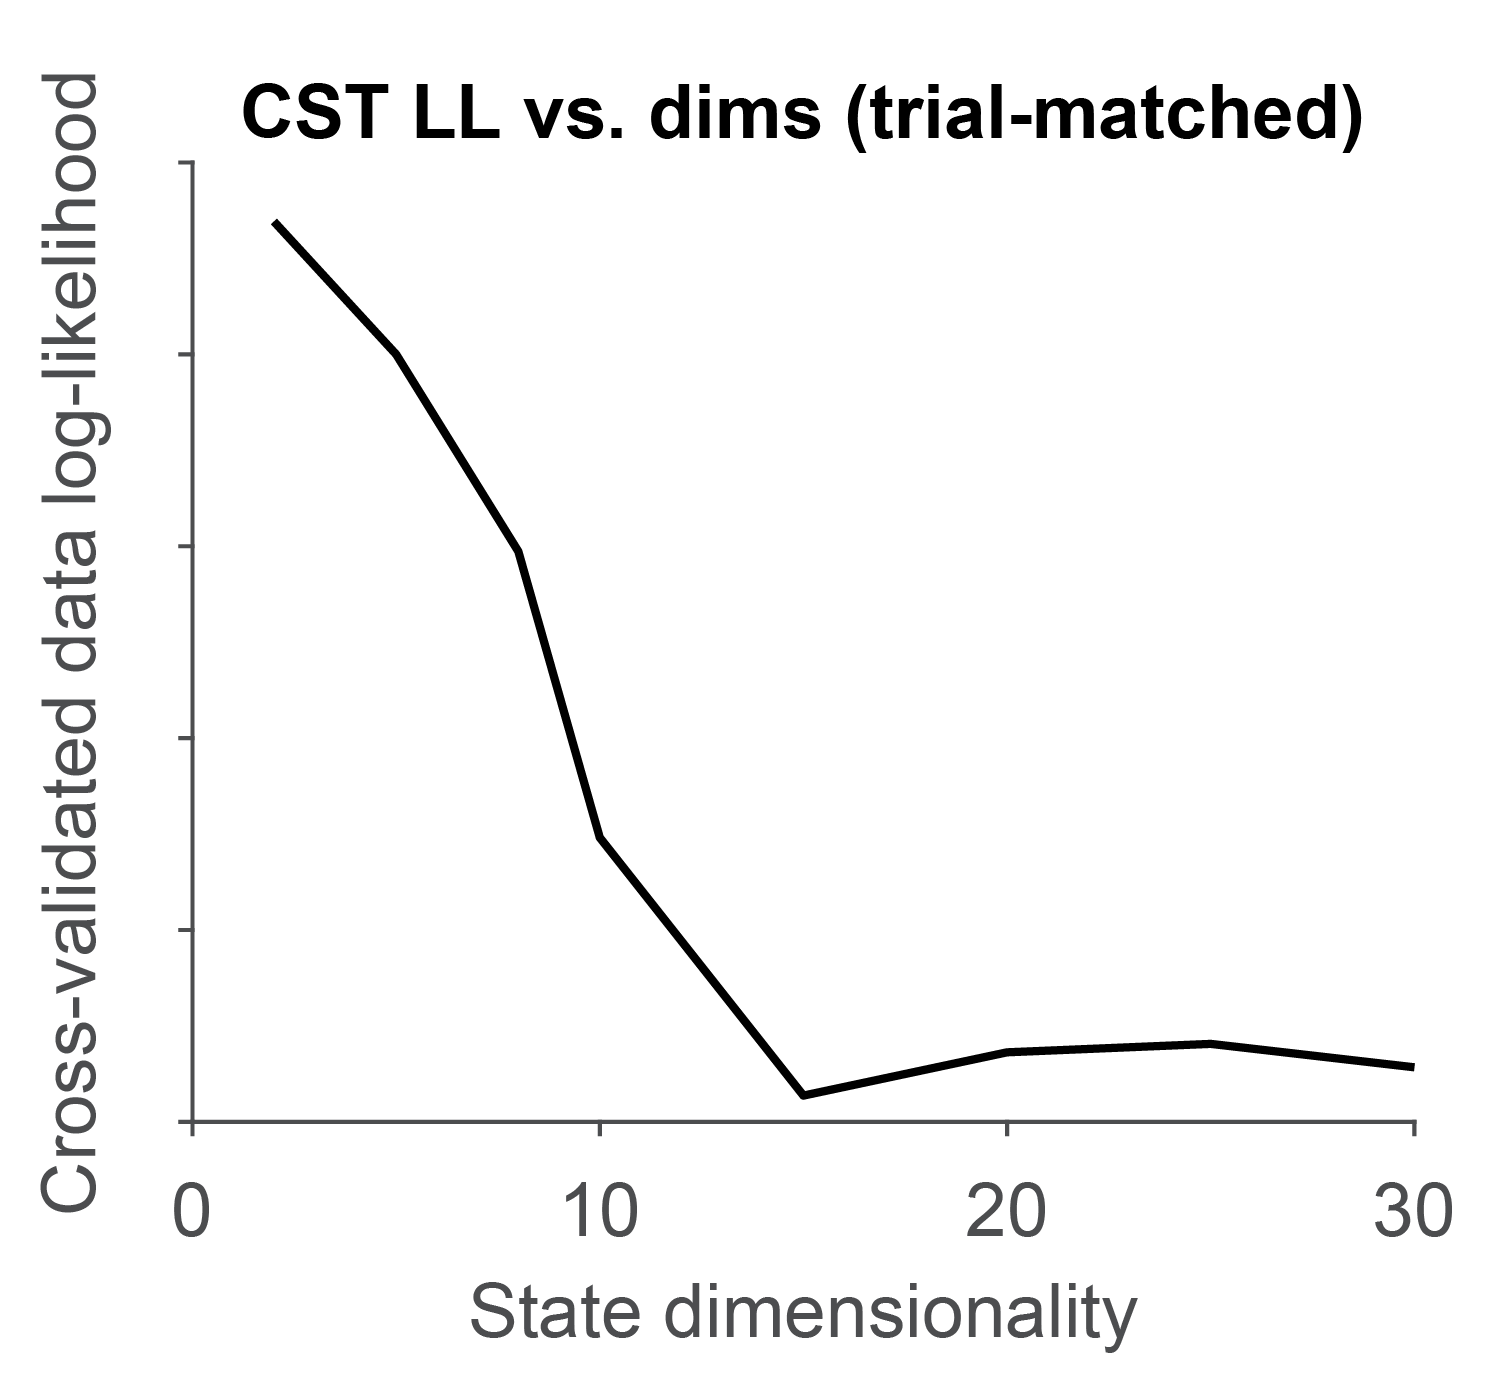 CST LL vs. dims (trial-matched)
Cross-validated data log-likelihood
0 10 20 30
State dimensionality